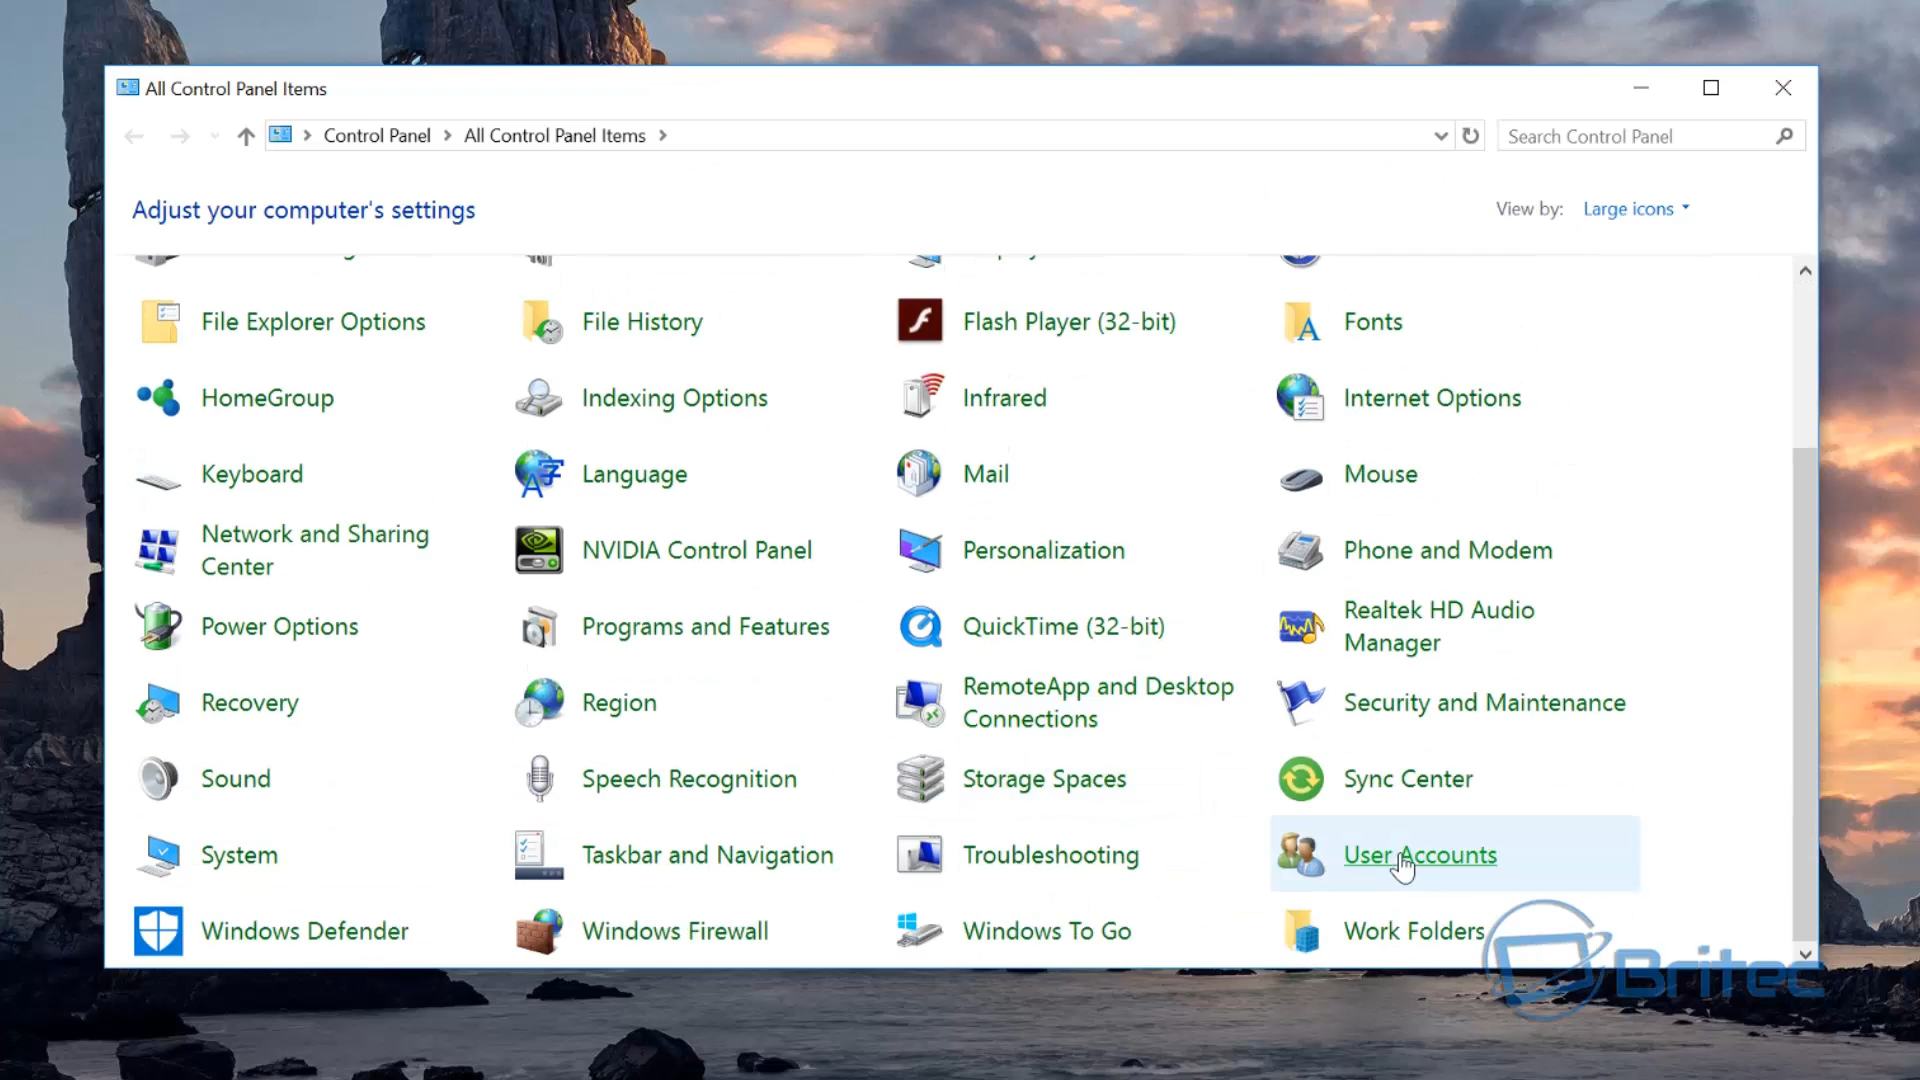 All Control Panel Items
Control Panel
All Control Panel Items
Search Control Panel
Adjust your computer's settings
View by:
Large icons
File Explorer Options
File History
Flash Player (32-bit)
Fonts
HomeGroup
Indexing Options
Infrared
Internet Options
Keyboard
Language
Mail
Mouse
Network and Sharing
Center
NVIDIA Control Panel
Personalization
Phone and Modem
Power Options
Programs and Features
QuickTime (32-bit)
Realtek HD Audio
Manager
Recovery
Region
RemoteApp and Desktop
Connections
Security and Maintenance
Sound
Speech Recognition
Storage Spaces
Sync Center
System
Taskbar and Navigation
Troubleshooting
User Accounts
Windows Defender
Windows Firewall
Windows To Go
Work Folders
Britec